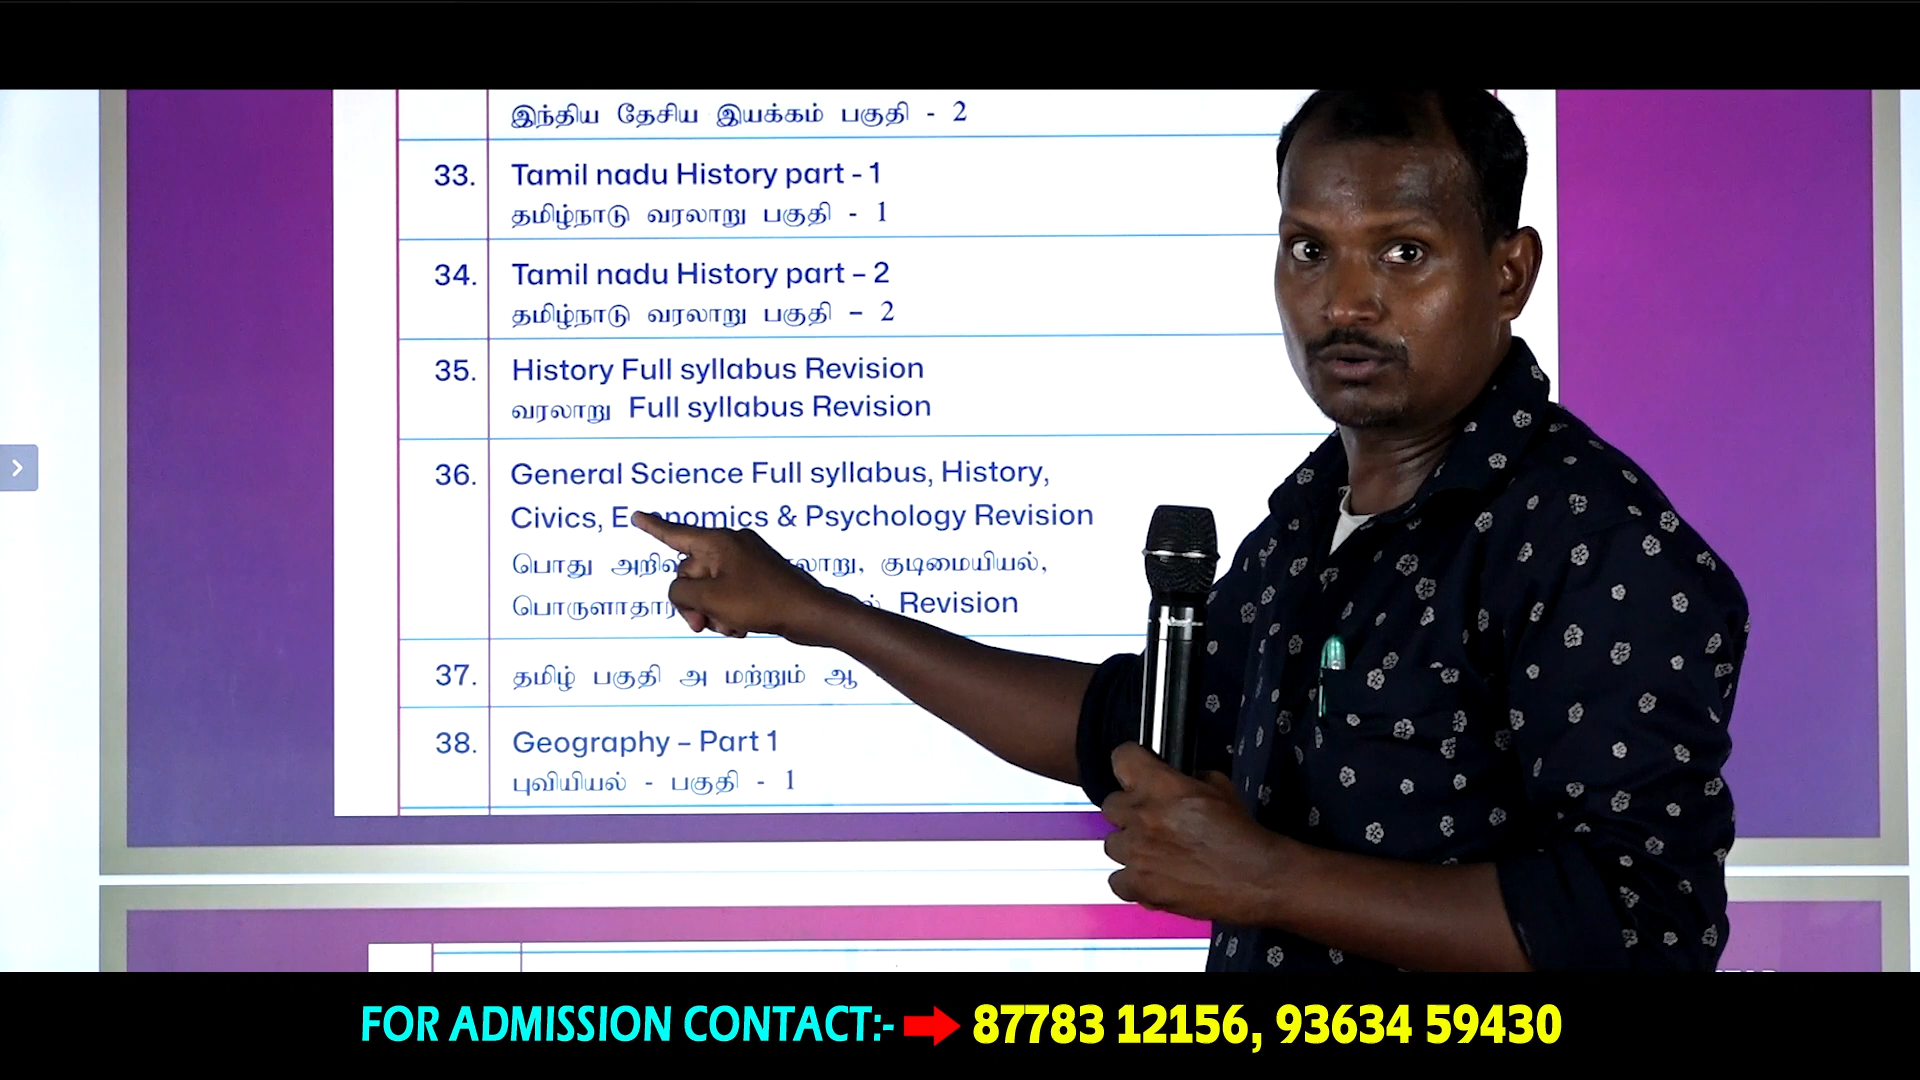 இந்திய தேசிய இயக்கம் பகுதி - 2
33. Tamil nadu History part - 1
தமிழ்நாடு வரலாறு பகுதி - 1
34. Tamil nadu History part – 2
தமிழ்நாடு வரலாறு பகுதி – 2
35. History Full syllabus Revision
வரலாறு Full syllabus Revision
36. General Science Full syllabus, History,
Civics, Economics & Psychology Revision
பொது குடிமையியல்,
Revision
37. தமிழ் பகுதி அ மற்றும் ஆ
38. Geography – Part 1
புவியியல் - பகுதி - 1
FOR ADMISSION CONTACT:- 87783 12156, 93634 59430